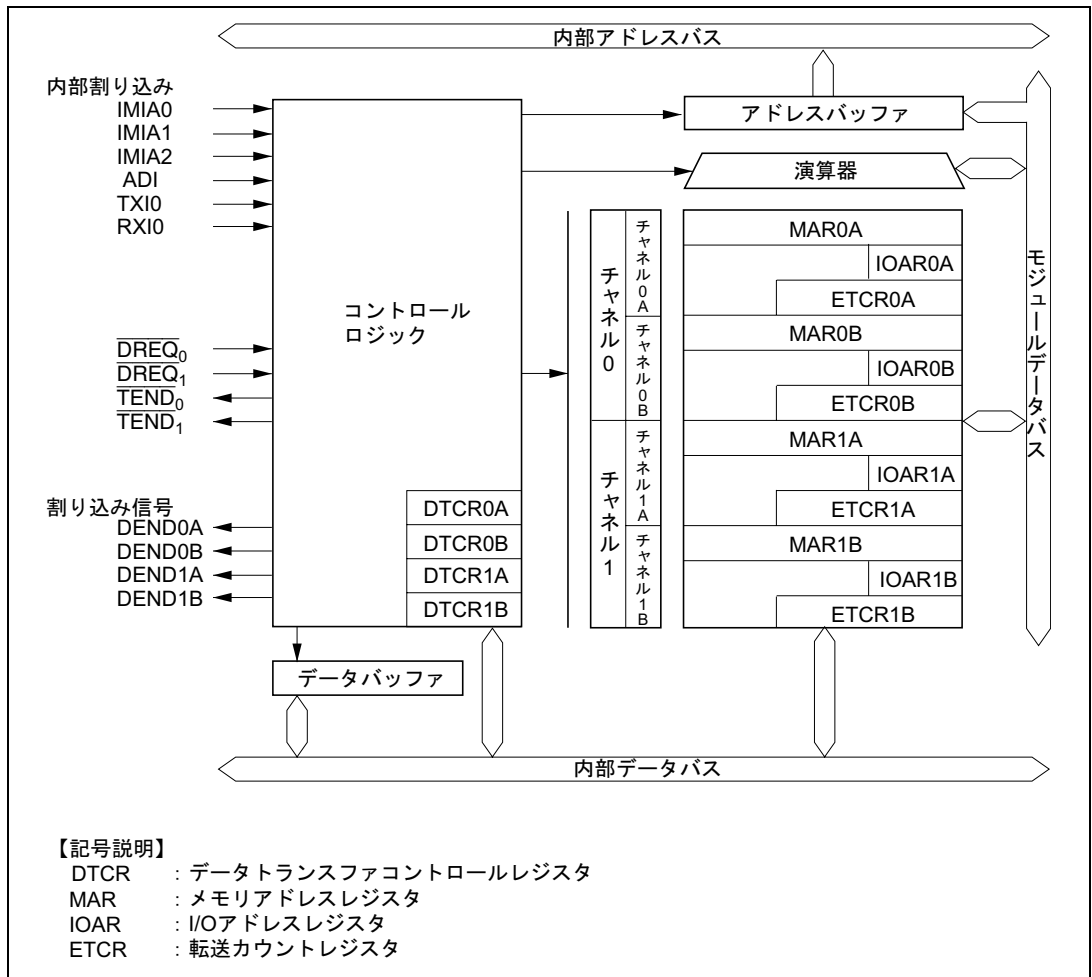 内部アドレスバス
内部割り込み
IMIA0
IMIA1
IMIA2
ADI
TXI0
RXI0
DREQ0
DREQ1
TEND0
TEND1
割り込み信号
DEND0A
DEND0B
DEND1A
DEND1B
コントロール
ロジック
DTCR0A
DTCR0B
DTCR1A
DTCR1B
データバッファ
アドレスバッファ
演算器
チャネル0
チャネル0A
チャネル0B
チャネル1
チャネル1A
チャネル1B
MAR0A
IOAR0A
ETCR0A
MAR0B
IOAR0B
ETCR0B
MAR1A
IOAR1A
ETCR1A
MAR1B
IOAR1B
ETCR1B
モジュールデータバス
内部データバス
【記号説明】
DTCR : データトランスファコントロールレジスタ
MAR : メモリアドレスレジスタ
IOAR : I/Oアドレスレジスタ
ETCR : 転送カウントレジスタ